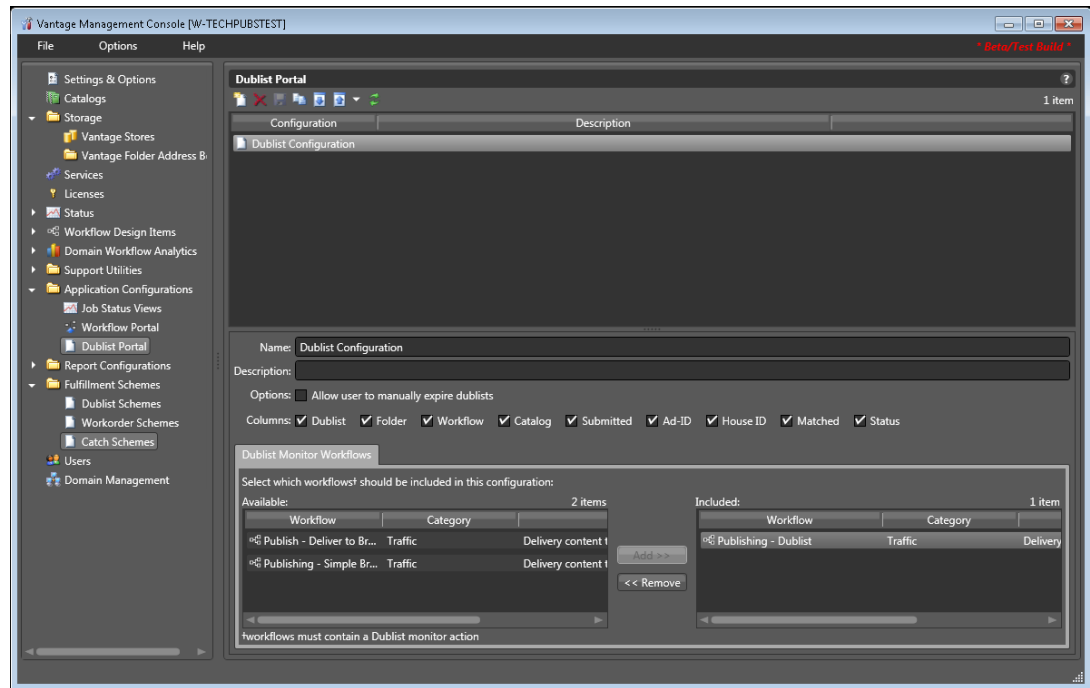 Vantage Management Console [W-TECHPUBSTEST]
File Options Help * Beta/Test Build *
Settings & Options
Catalogs
Storage
Vantage Stores
Vantage Folder Address B
Services
Licenses
Status
Workflow Design Items
Domain Workflow Analytics
Support Utilities
Application Configurations
Job Status Views
Workflow Portal
Dublist Portal
Report Configurations
Fulfillment Schemes
Dublist Schemes
Workorder Schemes
Catch Schemes
Users
Domain Management
Dublist Portal ?
1 item
Configuration Description
Dublist Configuration
Name: Dublist Configuration
Description:
Options: Allow user to manually expire dublists
Columns: Dublist Folder Workflow Catalog Submitted Ad-ID House ID Matched Status
Dublist Monitor Workflows
Select which workflows† should be included in this configuration:
Available: 2 items
Workflow Category
Publish - Deliver to Br... Traffic Delivery content t
Publishing - Simple Br... Traffic Delivery content t
Add >>
<< Remove
Included: 1 item
Workflow Category
Publishing - Dublist Traffic Delivery
†workflows must contain a Dublist monitor action